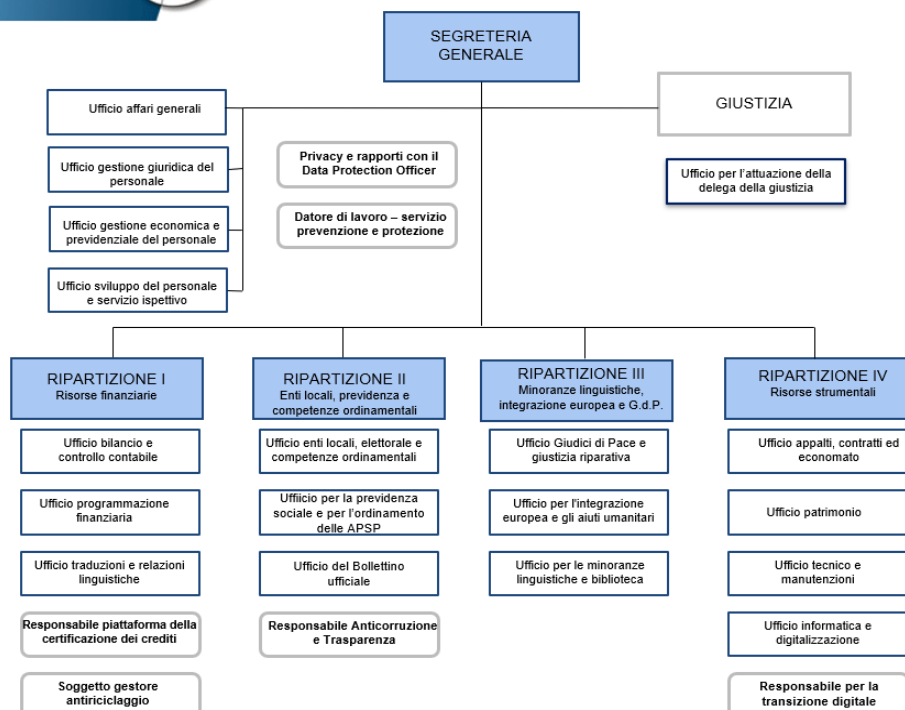 SEGRETERIA
GENERALE
GIUSTIZIA
Ufficio affari generali
Ufficio gestione giuridica del
personale
Ufficio gestione economica e
previdenziale del personale
Ufficio sviluppo del personale
e servizio ispettivo
Privacy e rapporti con il
Data Protection Officer
Datore di lavoro – servizio
prevenzione e protezione
Ufficio per l'attuazione della
delega della giustizia
RIPARTIZIONE I
Risorse finanziarie
Ufficio bilancio e
controllo contabile
Ufficio programmazione
finanziaria
Ufficio traduzioni e relazioni
linguistiche
Responsabile piattaforma della
certificazione dei crediti
Soggetto gestore
antiriciclaggio
RIPARTIZIONE II
Enti locali, previdenza e
competenze ordinamentali
Ufficio enti locali, elettorale e
competenze ordinamentali
Uffiicio per la previdenza
sociale e per l'ordinamento
delle APSP
Ufficio del Bollettino
ufficiale
Responsabile Anticorruzione
e Trasparenza
RIPARTIZIONE III
Minoranze linguistiche,
integrazione europea e G.d.P.
Ufficio Giudici di Pace e
giustizia riparativa
Ufficio per l'integrazione
europea e gli aiuti umanitari
Ufficio per le minoranze
linguistiche e biblioteca
RIPARTIZIONE IV
Risorse strumentali
Ufficio appalti, contratti ed
economato
Ufficio patrimonio
Ufficio tecnico e
manutenzioni
Ufficio informatica e
digitalizzazione
Responsabile per la
transizione digitale